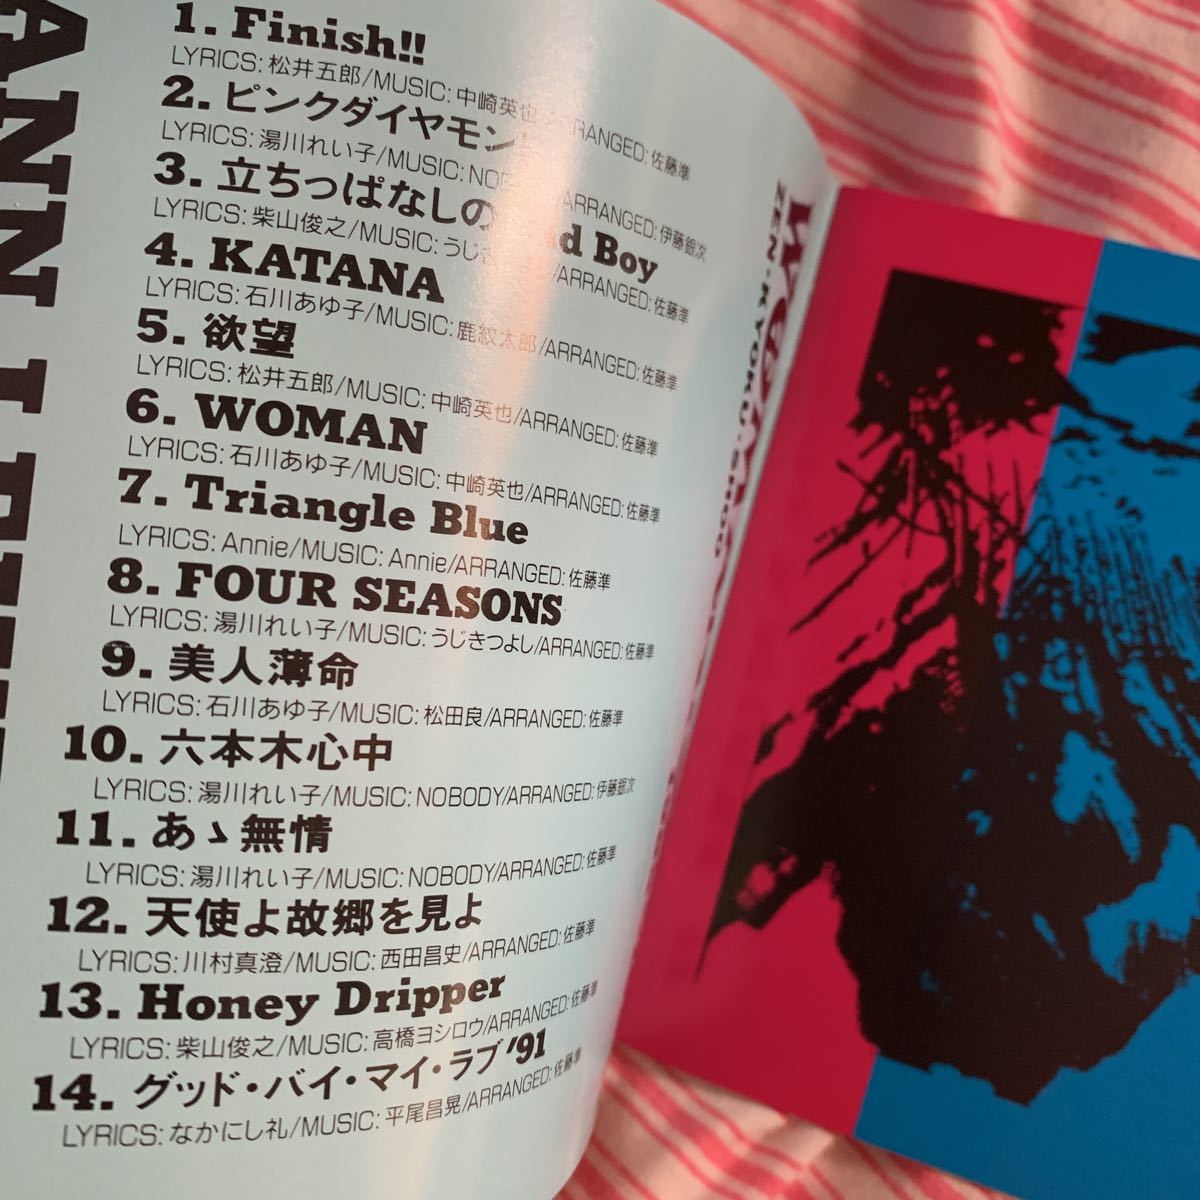 1. Finish!!
LYRICS: 松井五郎/MUSIC: 中崎英也/ARRANGED: 佐藤準
2. ピンクダイヤモン
LYRICS: 湯川れい子/MUSIC: ARRANGED: 伊藤銀次
3. 立ちっぱなしの Boy
LYRICS: 柴山俊之/MUSIC: うじき /ARRANGED: 佐藤準
4. KATANA
LYRICS: 石川あゆ子/MUSIC: 鹿紋太郎/ARRANGED: 佐藤準
5. 欲望
LYRICS: 松井五郎/MUSIC: 中崎英也/ARRANGED: 佐藤準
6. WOMAN
LYRICS: 石川あゆ子/MUSIC: 中崎英也/ARRANGED: 佐藤準
7. Triangle Blue
LYRICS: Annie/MUSIC: Annie/ARRANGED: 佐藤準
8. FOUR SEASONS
LYRICS: 湯川れい子/MUSIC: うじきつよし/ARRANGED: 佐藤準
9. 美人薄命
LYRICS: 石川あゆ子/MUSIC: 松田良/ARRANGED: 佐藤準
10. 六本木心中
LYRICS: 湯川れい子/MUSIC: NOBODY/ARRANGED: 伊藤銀次
11. あゝ無情
LYRICS: 湯川れい子/MUSIC: NOBODY/ARRANGED: 佐藤準
12. 天使よ故郷を見よ
LYRICS: 川村真澄/MUSIC: 西田昌史/ARRANGED: 佐藤準
13. Honey Dripper
LYRICS: 柴山俊之/MUSIC: 高橋ヨシロウ/ARRANGED: 佐藤準
14. グッド・バイ・マイ・ラブ '91
LYRICS: なかにし礼/MUSIC: 平尾昌晃/ARRANGED: 佐藤準
ZEN-KYOKU-SHU